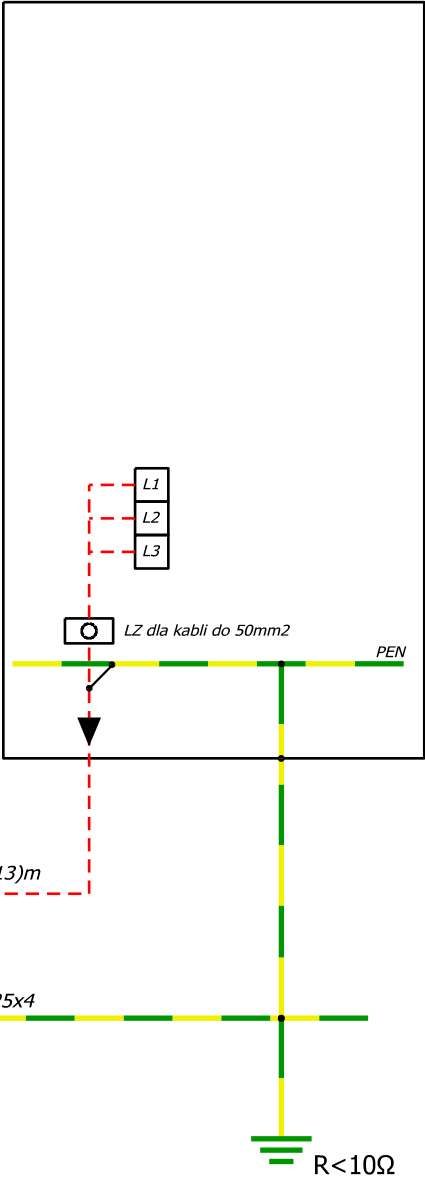 L1
L2
L3
LZ dla kabli do 50mm2
PEN
13)m
25x4
R<10Ω